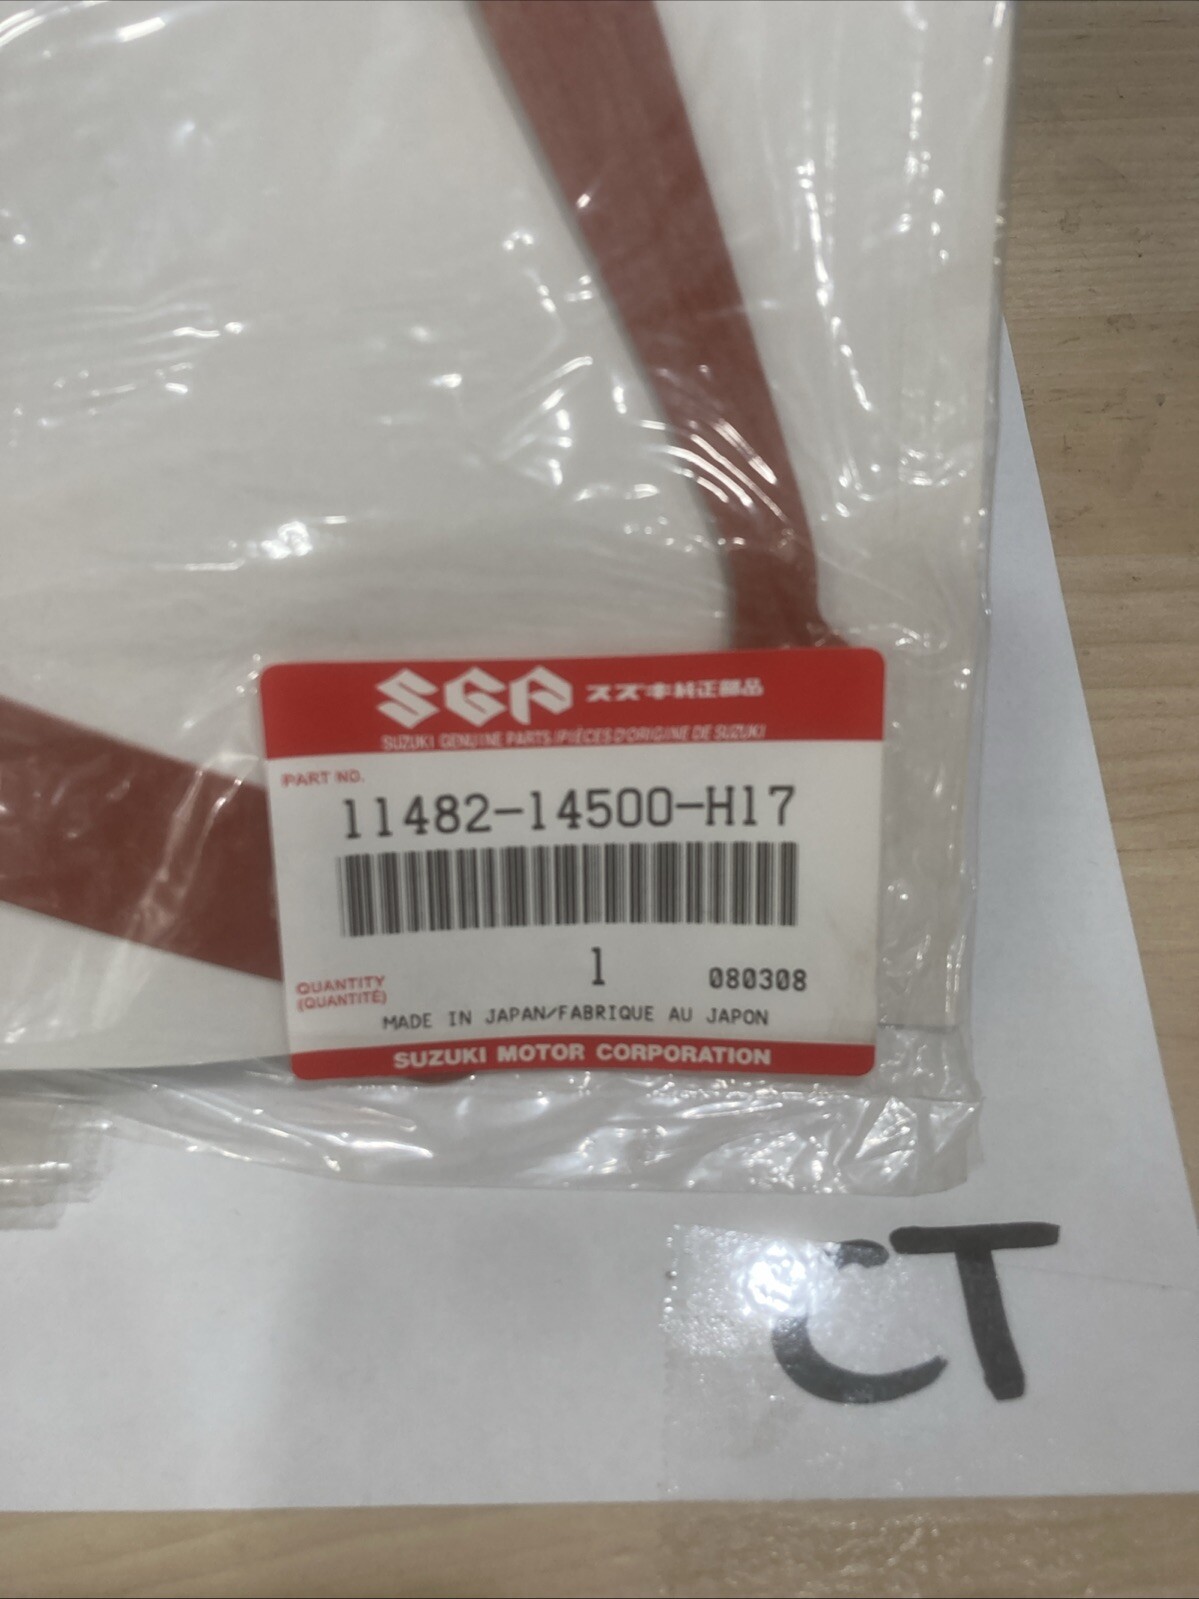 SGP スズキ純正部品
SUZUKI GENUINE PARTS/PIÈCES D'ORIGINE DE SUZUKI
PART NO.
11482-14500-H17
1
080308
QUANTITY
(QUANTITÉ)
MADE IN JAPAN/FABRIQUE AU JAPON
SUZUKI MOTOR CORPORATION
CT